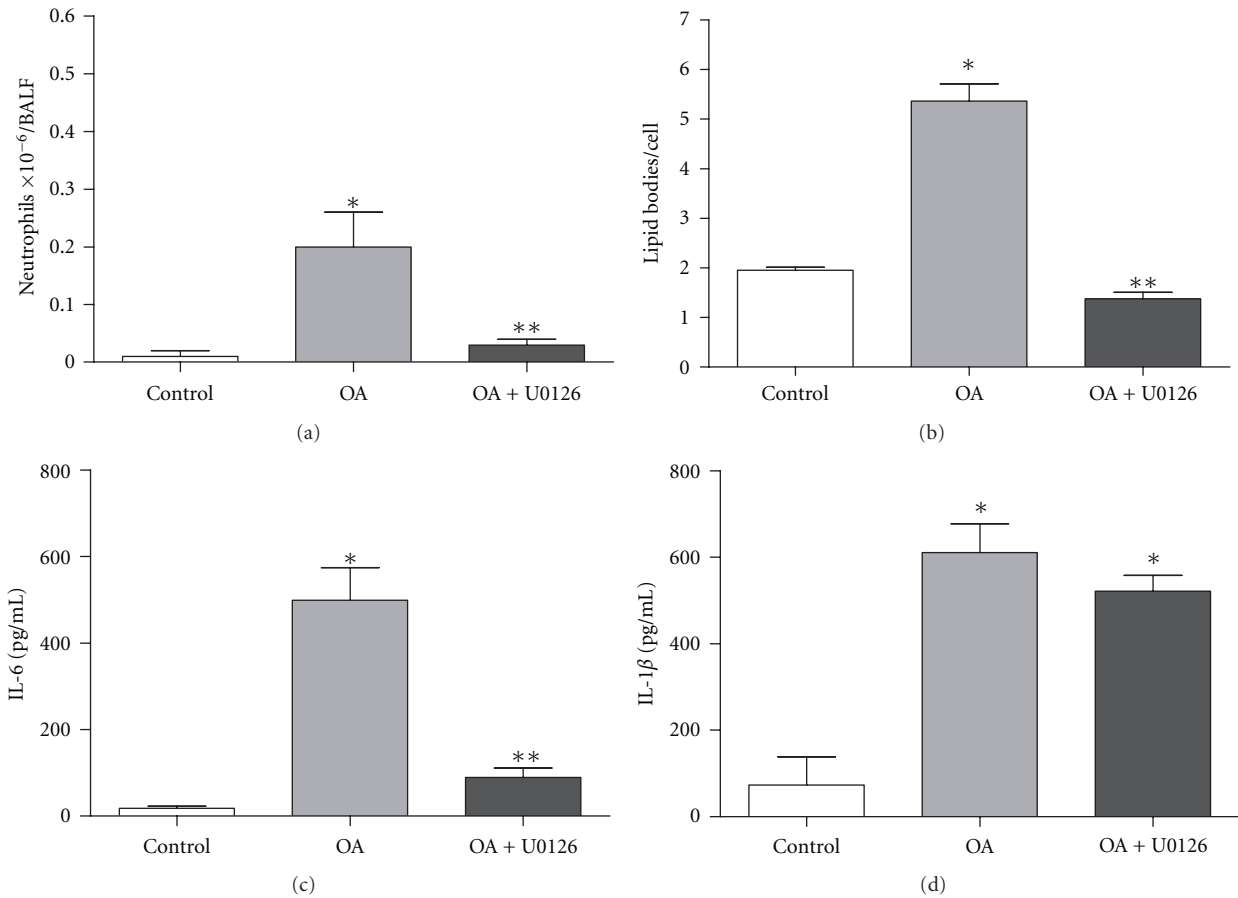 0.6
0.5
0.4
0.3
0.2
0.1
0
Neutrophils ×10⁻⁶/BALF
*
**
Control OA OA + U0126
(a)
7
6
5
4
3
2
1
0
Lipid bodies/cell
*
**
Control OA OA + U0126
(b)
800
600
400
200
0
IL-6 (pg/mL)
*
**
Control OA OA + U0126
(c)
800
600
400
200
0
IL-1β (pg/mL)
*
*
Control OA OA + U0126
(d)